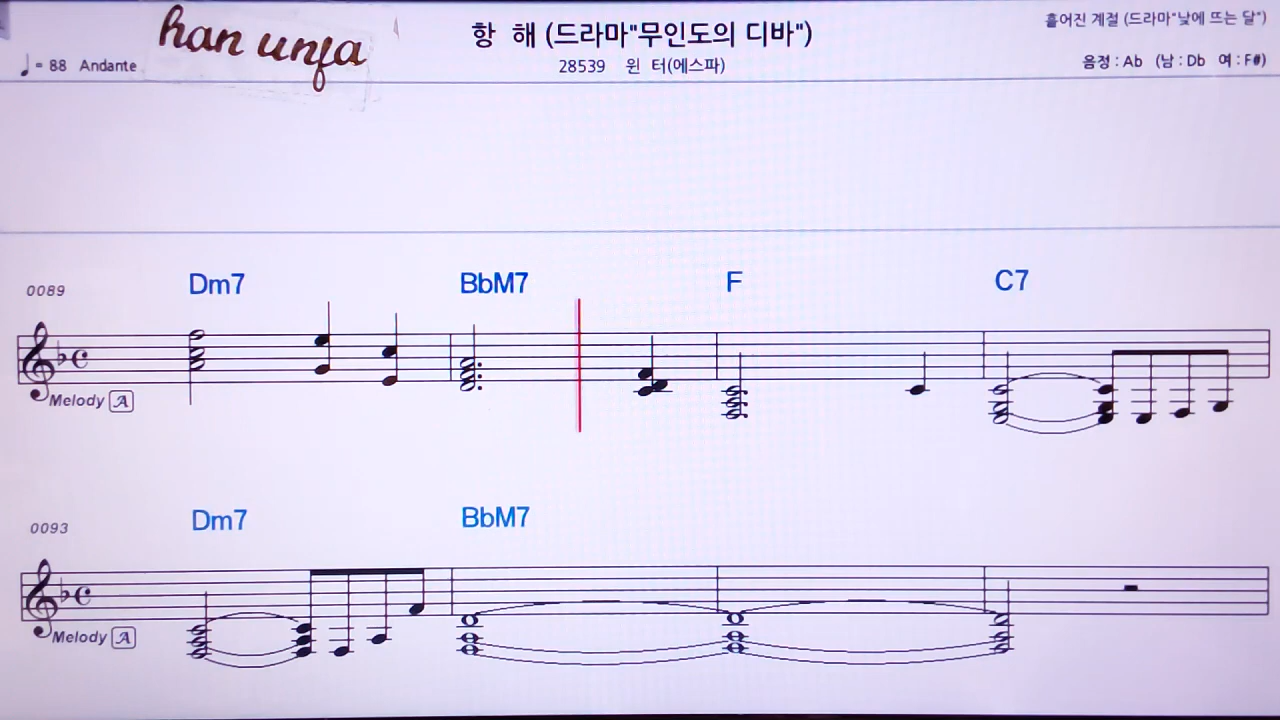 han unfa
항 해 (드라마"무인도의 디바")
흩어진 계절 (드라마"낮에 뜨는 달")
♩= 88 Andante
28539 윈 터(에스파)
음정 : Ab (남 : Db 여 : F#)
0089
Dm7 BbM7 F C7
Melody A
0093
Dm7 BbM7
Melody A